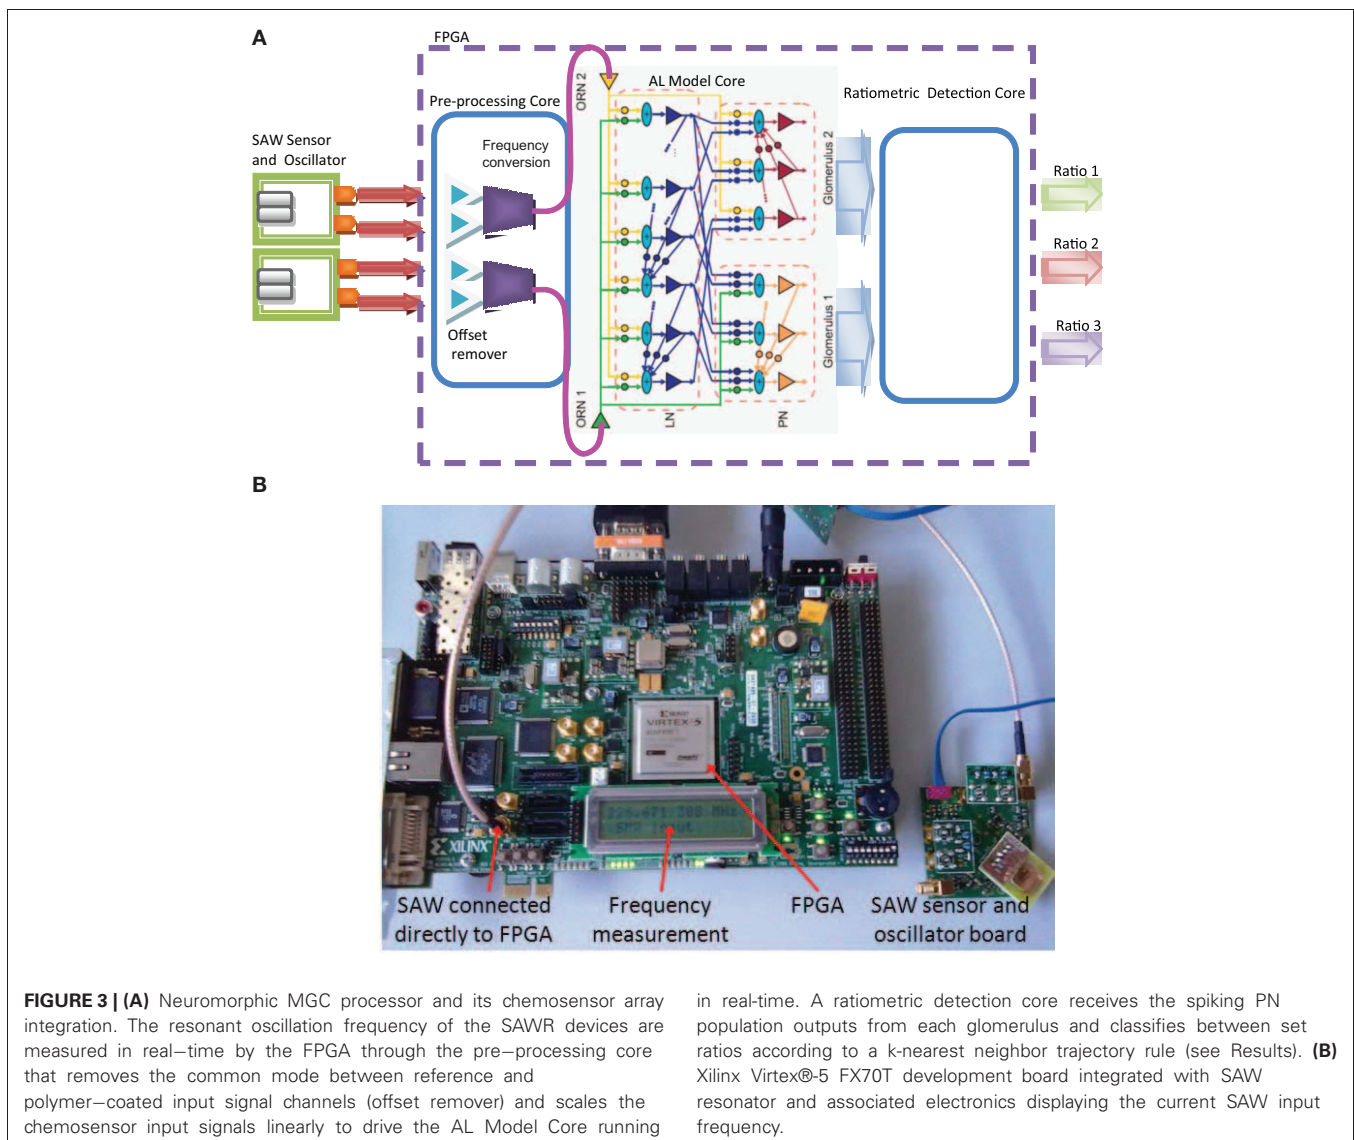 A
FPGA
ORN 2
AL Model Core
Pre-processing Core
Ratiometric Detection Core
SAW Sensor
and Oscillator
Frequency
conversion
Glomerulus 2
Ratio 1
Ratio 2
Ratio 3
Offset
remover
Glomerulus 1
ORN 1
LN
PN
B
VIRTEX-5
XILINX
SAW connected
directly to FPGA
Frequency
measurement
FPGA
SAW sensor and
oscillator board
FIGURE 3 | (A) Neuromorphic MGC processor and its chemosensor array
integration. The resonant oscillation frequency of the SAWR devices are
measured in real–time by the FPGA through the pre–processing core
that removes the common mode between reference and
polymer–coated input signal channels (offset remover) and scales the
chemosensor input signals linearly to drive the AL Model Core running
in real-time. A ratiometric detection core receives the spiking PN
population outputs from each glomerulus and classifies between set
ratios according to a k-nearest neighbor trajectory rule (see Results). (B)
Xilinx Virtex®-5 FX70T development board integrated with SAW
resonator and associated electronics displaying the current SAW input
frequency.